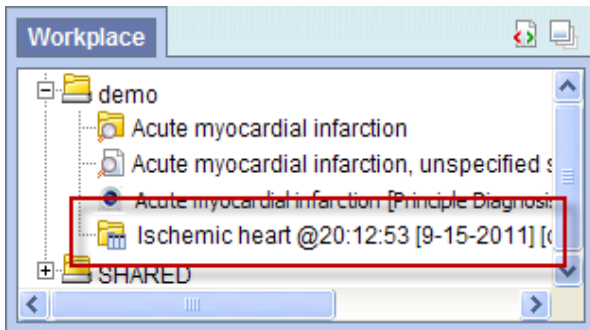 Workplace
demo
Acute myocardial infarction
Acute myocardial infarction, unspecified s
Acute myocardial infarction [Principle Diagnosi
Ischemic heart @20:12:53 [9-15-2011] [
SHARED